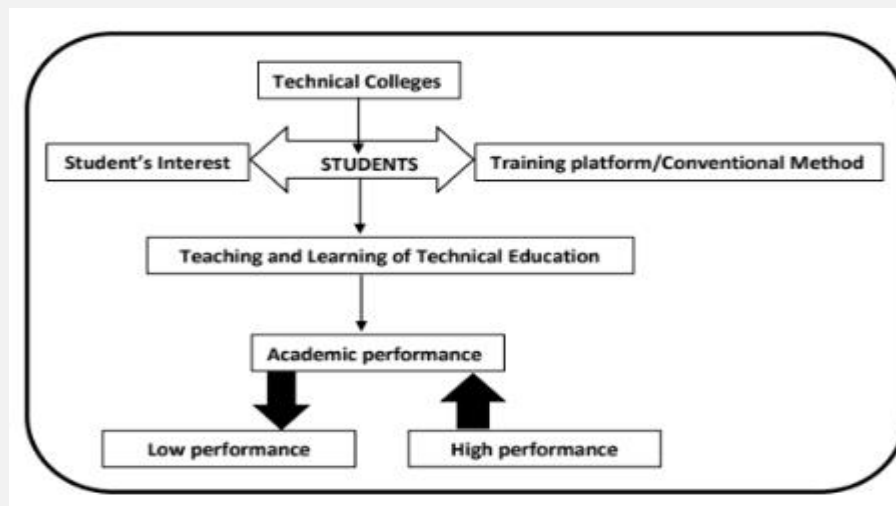 Technical Colleges
Student's Interest
STUDENTS
Training platform/Conventional Method
Teaching and Learning of Technical Education
Academic performance
Low performance
High performance